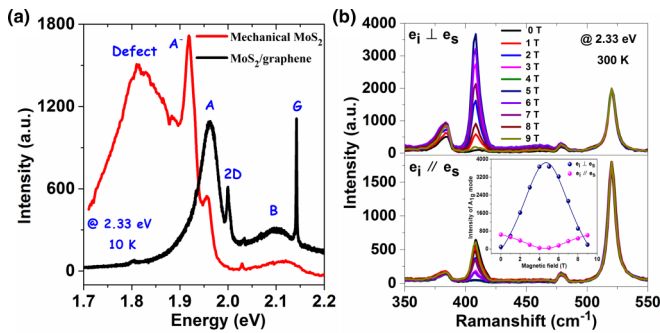 (a)
A⁻
Mechanical MoS₂
MoS₂/graphene
Defect
A
G
2D
B
@ 2.33 eV
10 K
1800
1500
1200
900
600
300
0
Intensity (a.u.)
1.7 1.8 1.9 2.0 2.1 2.2
Energy (eV)
(b)
4000
3000
2000
1000
0
eᵢ ⊥ eₛ
0 T
1 T
2 T
3 T
4 T
5 T
6 T
7 T
8 T
9 T
@ 2.33 eV
300 K
Intensity (a.u.)
eᵢ // eₛ
1500
1000
500
0
4000
3200
2400
1600
800
0
Intensity of A₁g mode
eᵢ ⊥ eₛ
eᵢ // eₛ
0 2 4 6 8 10
Magnetic field (T)
350 400 450 500 550
Ramanshift (cm⁻¹)